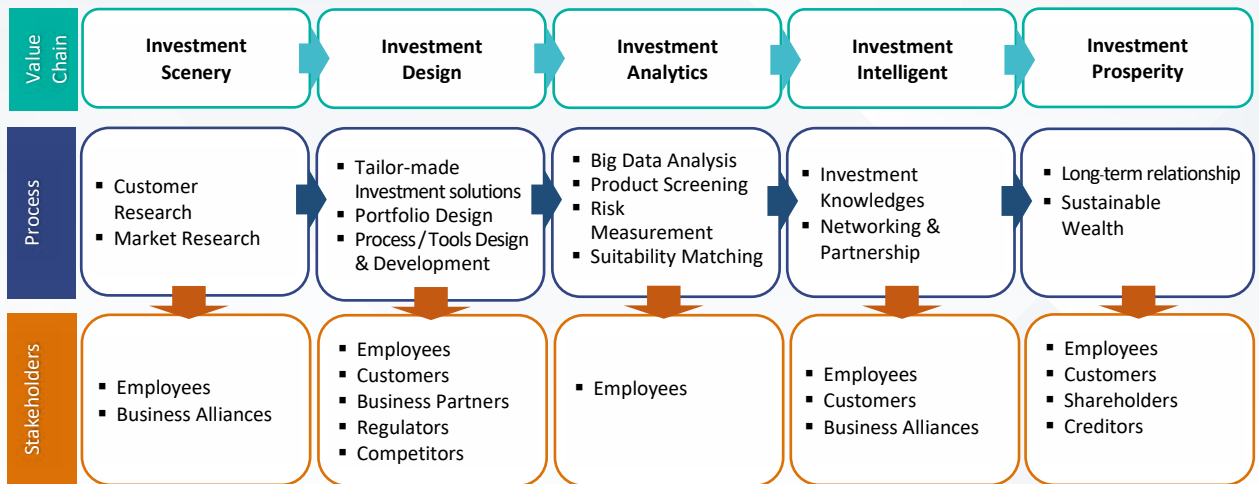 Value
Chain
Investment
Scenery
Investment
Design
Investment
Analytics
Investment
Intelligent
Investment
Prosperity
Process
▪ Customer
Research
▪ Market Research
▪ Tailor-made
Investment solutions
▪ Portfolio Design
▪ Process / Tools Design
& Development
▪ Big Data Analysis
▪ Product Screening
▪ Risk
Measurement
▪ Suitability Matching
▪ Investment
Knowledges
▪ Networking &
Partnership
▪ Long-term relationship
▪ Sustainable
Wealth
Stakeholders
▪ Employees
▪ Business Alliances
▪ Employees
▪ Customers
▪ Business Partners
▪ Regulators
▪ Competitors
▪ Employees
▪ Employees
▪ Customers
▪ Business Alliances
▪ Employees
▪ Customers
▪ Shareholders
▪ Creditors